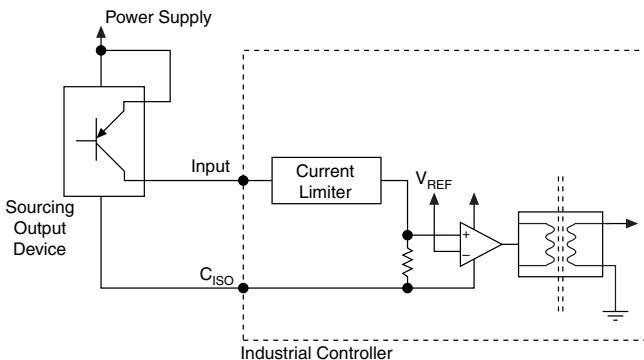 Power Supply
Input
Current
Limiter
VREF
+
−
Sourcing
Output
Device
CISO
Industrial Controller